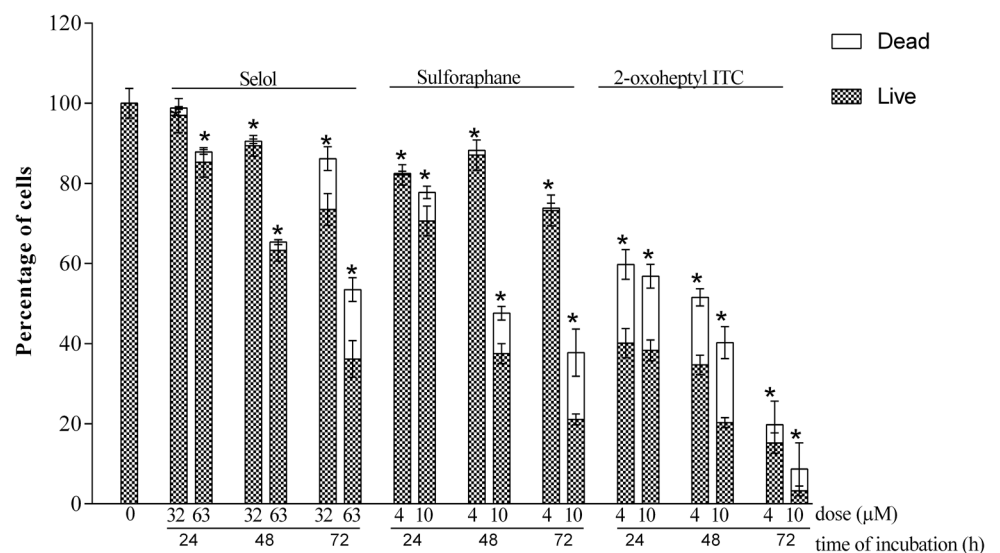 120
100
80
60
40
20
0
Percentage of cells
Selol
Sulforaphane
2-oxoheptyl ITC
Dead
Live
* * * * * * * * * * * * * * * * * *
0 32 63 32 63 32 63 4 10 4 10 4 10 4 10 4 10 4 10 dose (µM)
24 48 72 24 48 72 24 48 72 time of incubation (h)